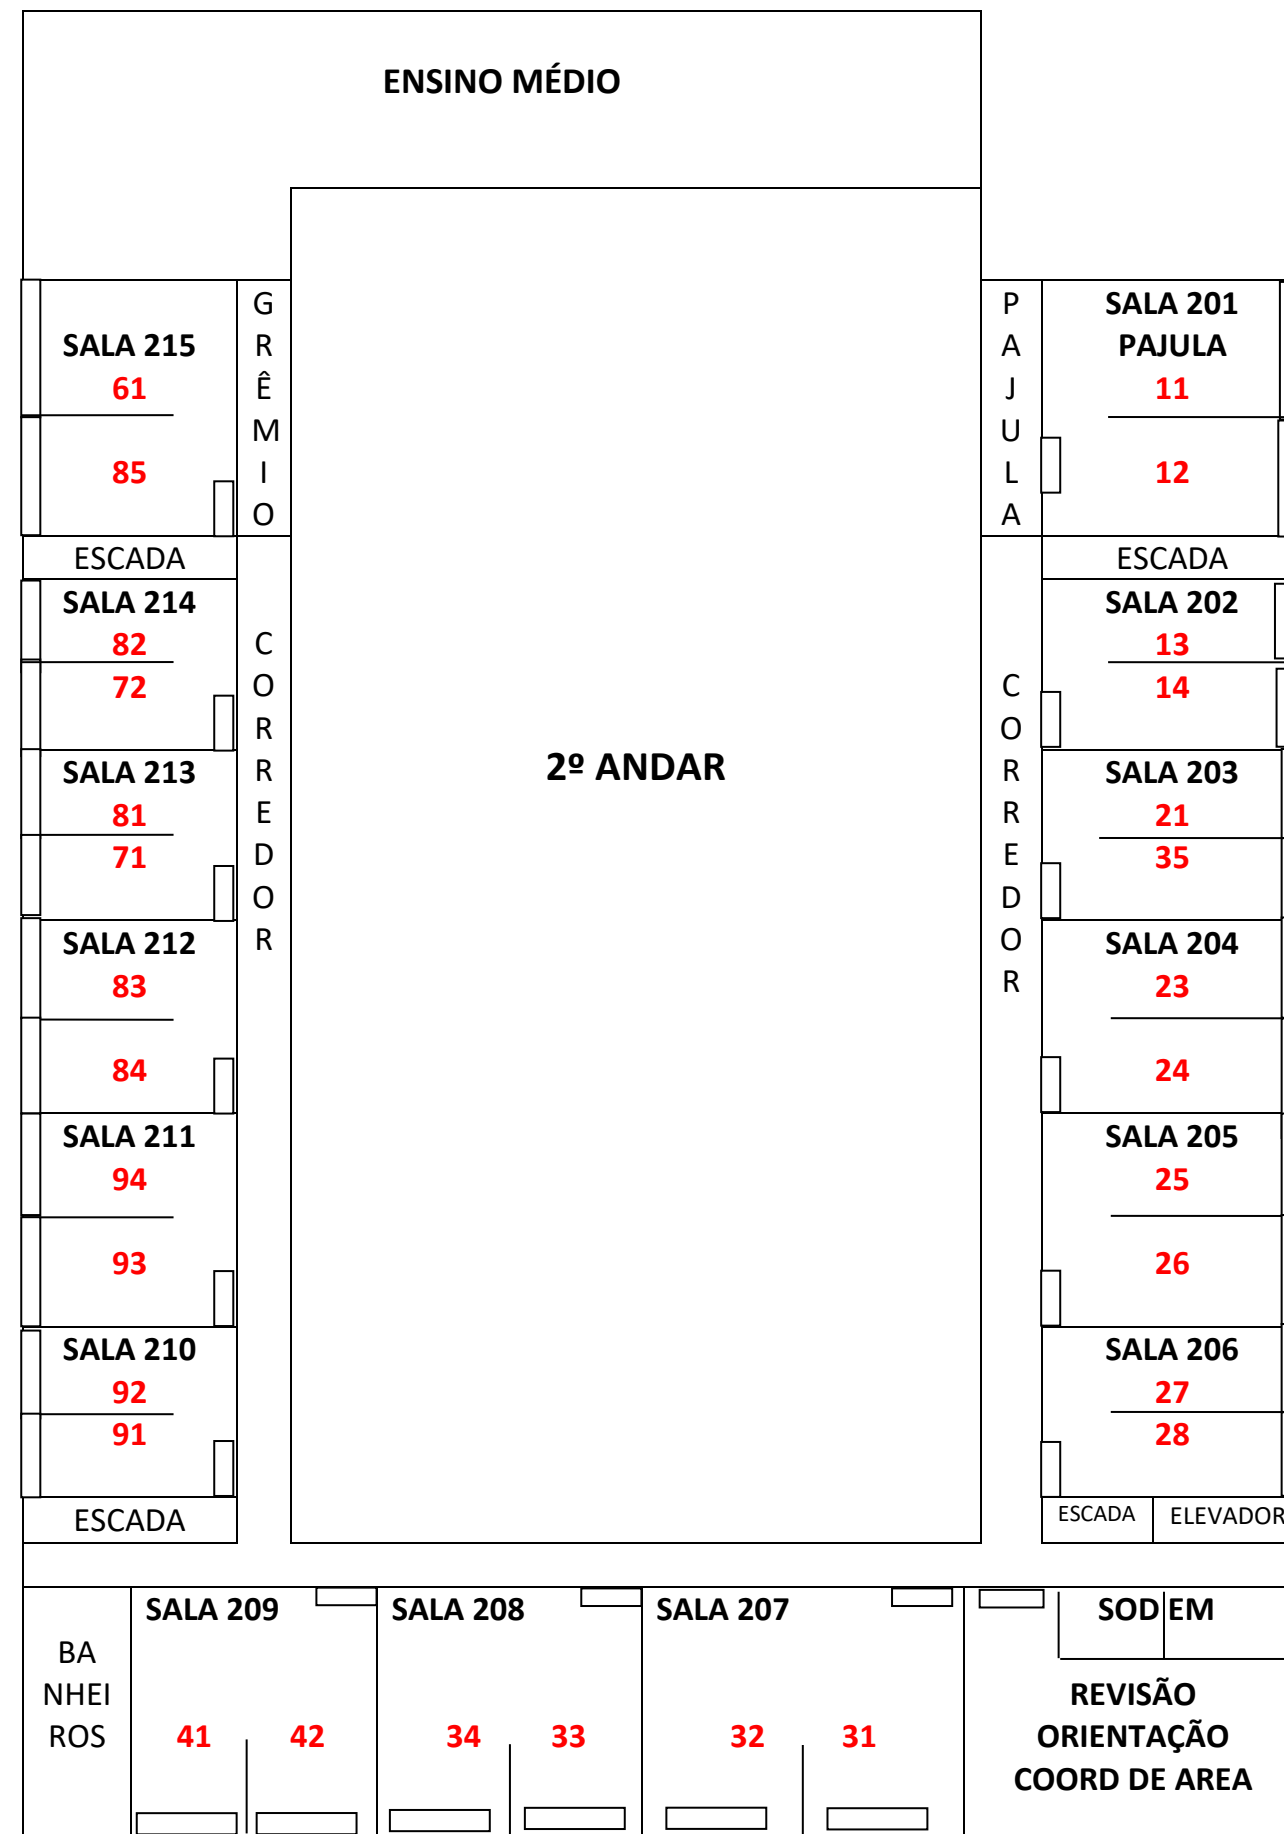 ENSINO MÉDIO
SALA 215
61
85
G
R
Ê
M
I
O
P
A
J
U
L
A
SALA 201
PAJULA
11
12
ESCADA
ESCADA
SALA 214
82
72
SALA 213
81
71
SALA 212
83
84
SALA 211
94
93
SALA 210
92
91
ESCADA
C
O
R
R
E
D
O
R
2º ANDAR
C
O
R
R
E
D
O
R
SALA 202
13
14
SALA 203
21
35
SALA 204
23
24
SALA 205
25
26
SALA 206
27
28
ESCADA
ELEVADOR
BA
NHEI
ROS
SALA 209
41 42
SALA 208
34 33
SALA 207
32 31
SOD EM
REVISÃO
ORIENTAÇÃO
COORD DE AREA